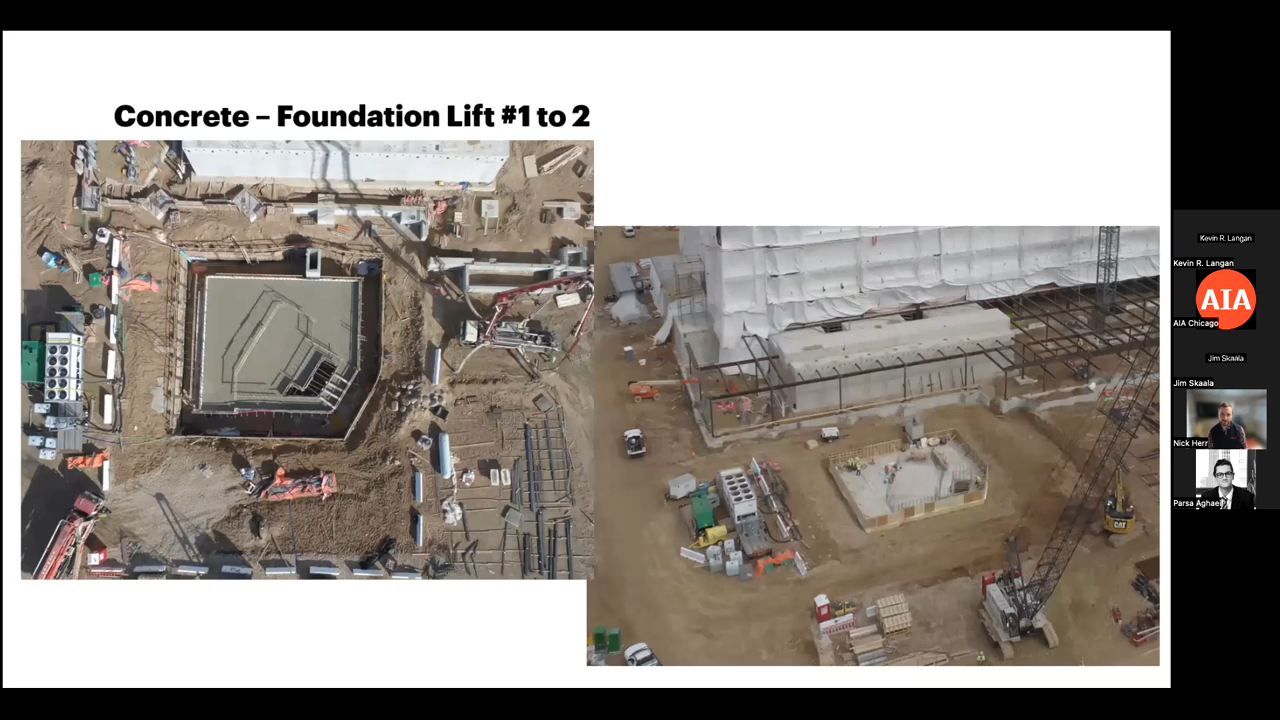 Concrete – Foundation Lift #1 to 2
Kevin R. Langan
Kevin R. Langan
AIA
AIA Chicago
Jim Skaala
Jim Skaala
Nick Herr
Parsa Aghaei
CAT